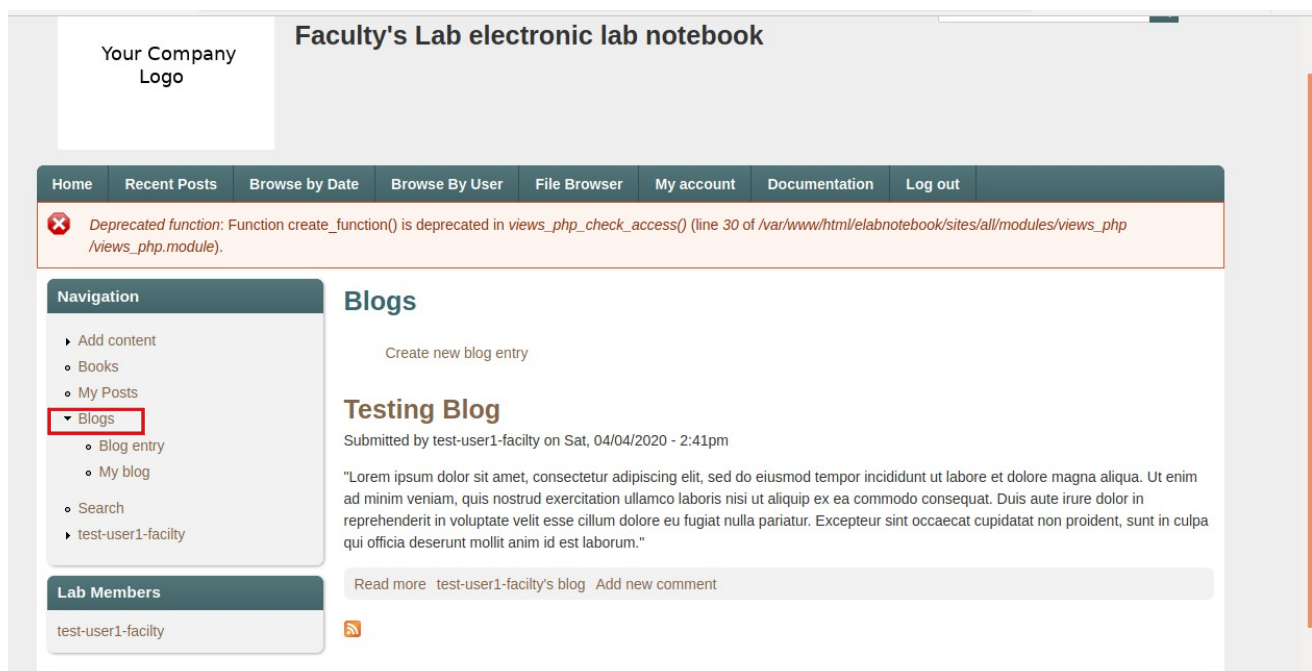 Your Company
Logo
Faculty's Lab electronic lab notebook
Home Recent Posts Browse by Date Browse By User File Browser My account Documentation Log out
Deprecated function: Function create_function() is deprecated in views_php_check_access() (line 30 of /var/www/html/elabnotebook/sites/all/modules/views_php
/views_php.module).
Navigation
Add content
Books
My Posts
Blogs
Blog entry
My blog
Search
test-user1-facilty
Lab Members
test-user1-facilty
Blogs
Create new blog entry
Testing Blog
Submitted by test-user1-facilty on Sat, 04/04/2020 - 2:41pm
"Lorem ipsum dolor sit amet, consectetur adipiscing elit, sed do eiusmod tempor incididunt ut labore et dolore magna aliqua. Ut enim
ad minim veniam, quis nostrud exercitation ullamco laboris nisi ut aliquip ex ea commodo consequat. Duis aute irure dolor in
reprehenderit in voluptate velit esse cillum dolore eu fugiat nulla pariatur. Excepteur sint occaecat cupidatat non proident, sunt in culpa
qui officia deserunt mollit anim id est laborum."
Read more test-user1-facilty's blog Add new comment